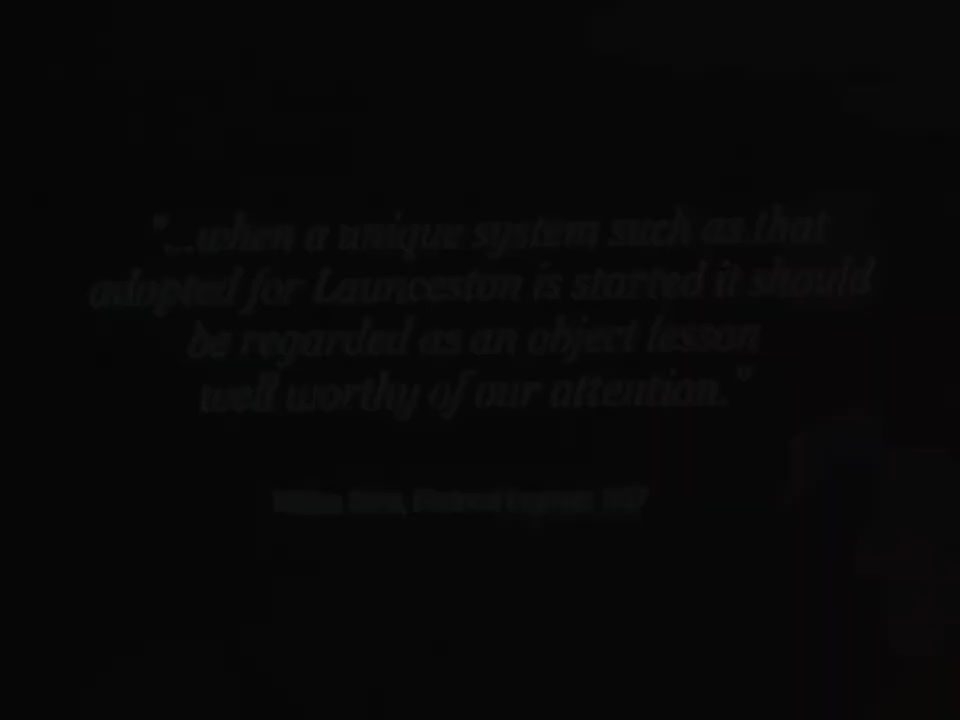 "...when a unique system such as that
adopted for Launceston is started it should
be regarded as an object lesson
well worthy of our attention."